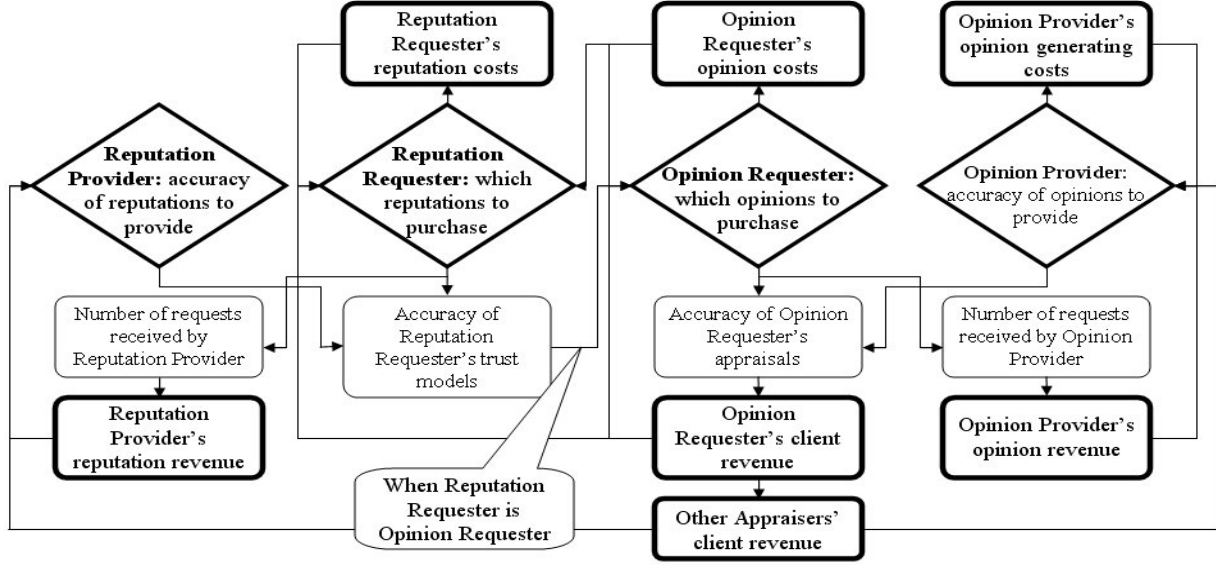 Reputation
Requester's
reputation costs
Opinion
Requester's
opinion costs
Opinion Provider's
opinion generating
costs
Reputation
Provider: accuracy
of reputations to
provide
Reputation
Requester: which
reputations to
purchase
Opinion Requester:
which opinions to
purchase
Opinion Provider:
accuracy of opinions to
provide
Number of requests
received by
Reputation Provider
Accuracy of
Reputation
Requester's trust
models
Accuracy of Opinion
Requester's
appraisals
Number of requests
received by Opinion
Provider
Reputation
Provider's
reputation revenue
Opinion
Requester's client
revenue
Opinion Provider's
opinion revenue
When Reputation
Requester is
Opinion Requester
Other Appraisers'
client revenue